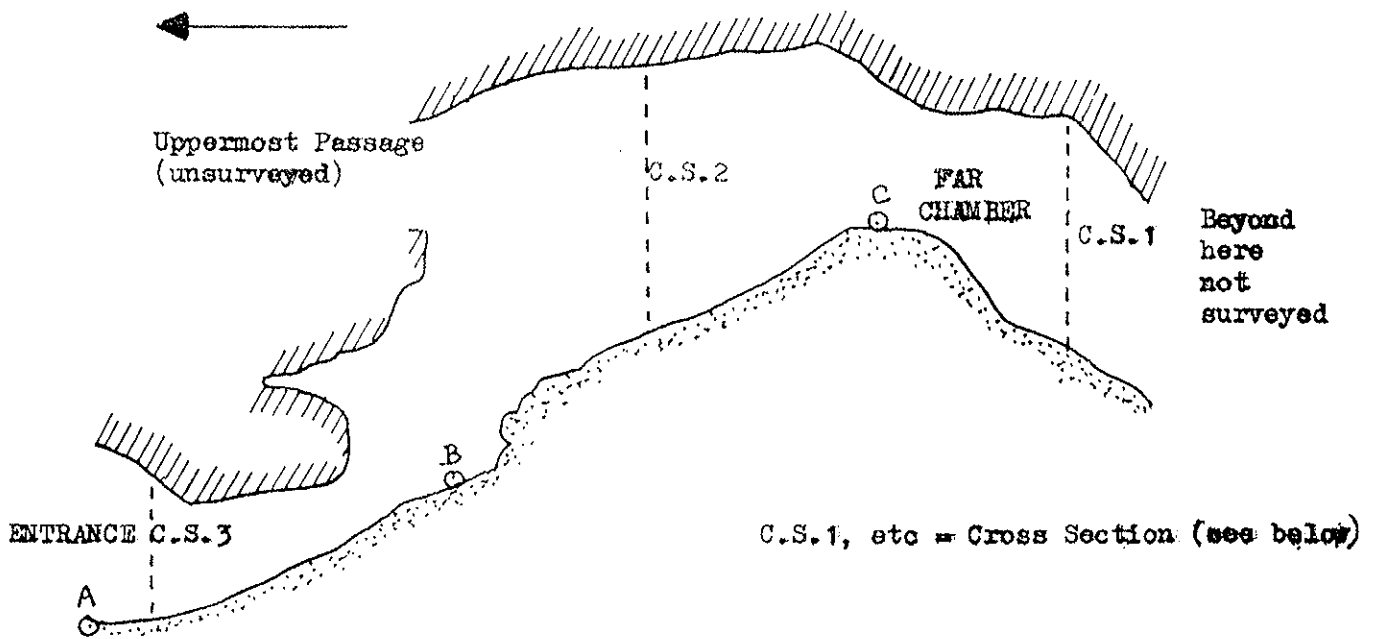 Uppermost Passage
(unsurveyed)
C.S.2
FAR
CHAMBER
C
C.S.1
Beyond
here
not
surveyed
B
ENTRANCE C.S.3
C.S.1, etc = Cross Section (see below)
A